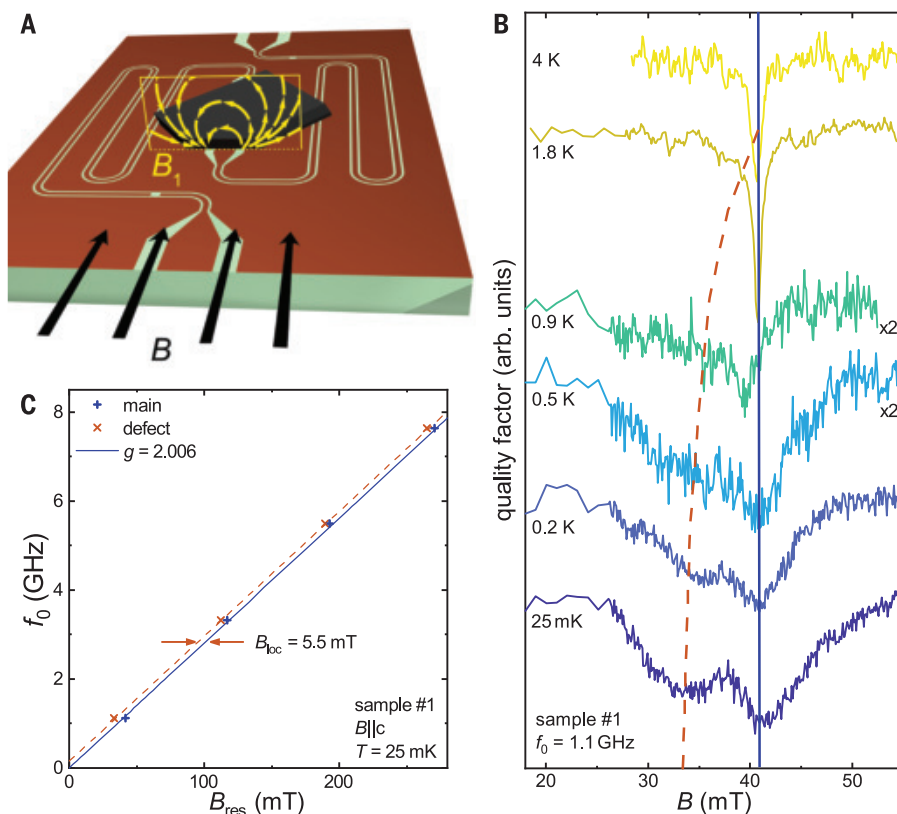 A
B₁
B
B
quality factor (arb. units)
4 K
1.8 K
0.9 K
x2
0.5 K
x2
0.2 K
25 mK
sample #1
f₀ = 1.1 GHz
20
30
40
50
B (mT)
C
main
defect
g = 2.006
f₀ (GHz)
8
6
4
2
0
B_loc = 5.5 mT
sample #1
B||c
T = 25 mK
0
100
200
B_res (mT)